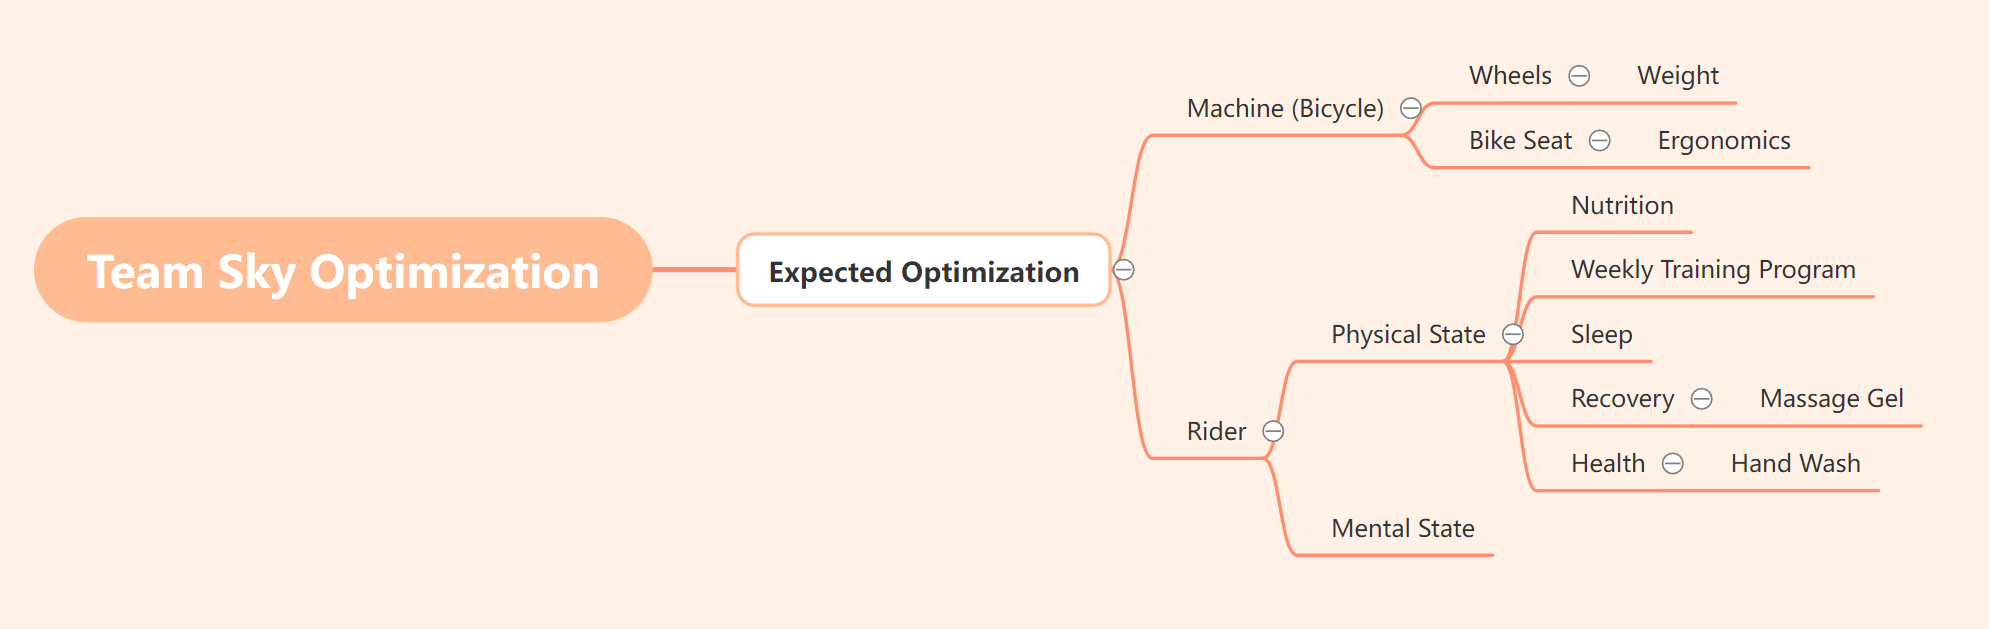 Team Sky Optimization
Expected Optimization
Machine (Bicycle)
Wheels
Weight
Bike Seat
Ergonomics
Rider
Physical State
Nutrition
Weekly Training Program
Sleep
Recovery
Massage Gel
Health
Hand Wash
Mental State